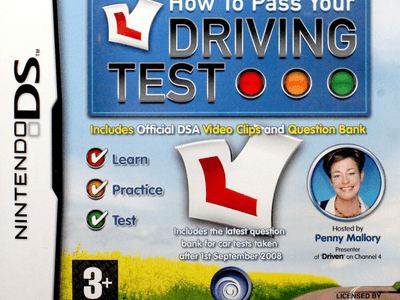 How To Pass Your
DRIVING
TEST
NINTENDO DS™
Includes Official DSA Video Clips and Question Bank
Learn
Practice
Test
L
Includes the latest question
bank for car tests taken
after 1st September 2008
Hosted by
Penny Mallory
Presenter
of 'Driven' on Channel 4
3+
LICENSED BY